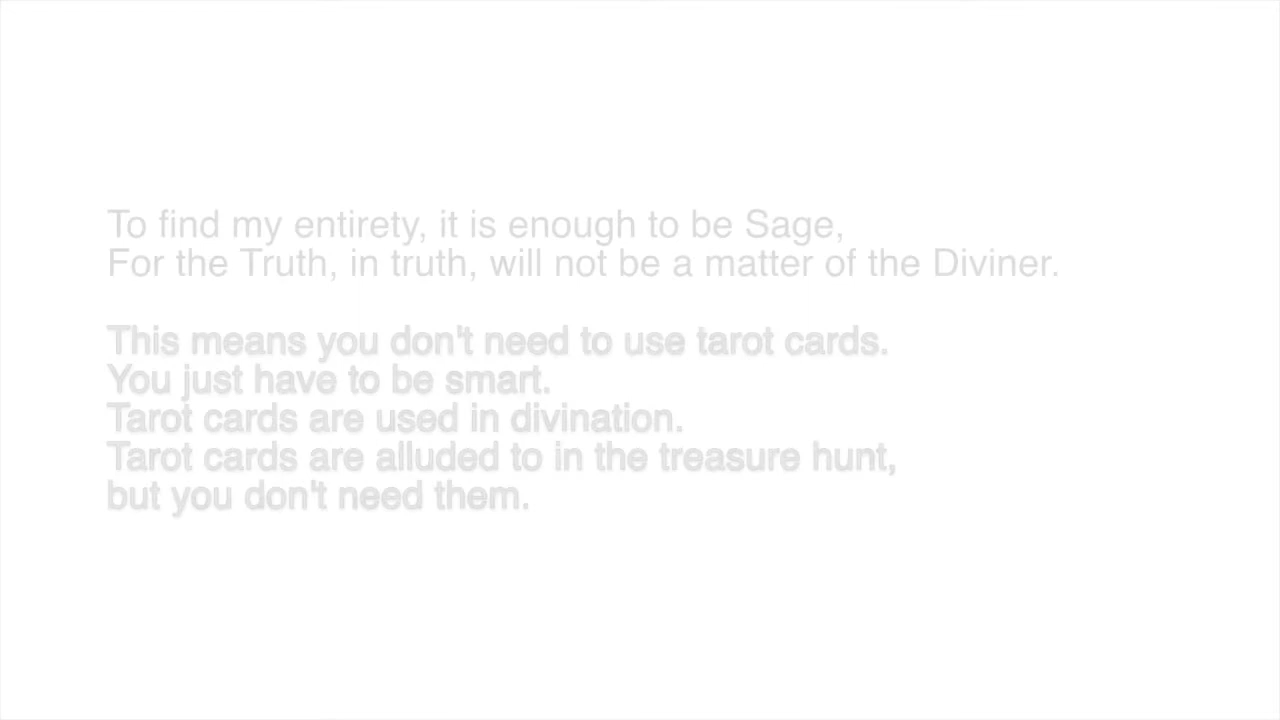 To find my entirety, it is enough to be Sage,
For the Truth, in truth, will not be a matter of the Diviner.
This means you don't need to use tarot cards.
You just have to be smart.
Tarot cards are used in divination.
Tarot cards are alluded to in the treasure hunt,
but you don't need them.